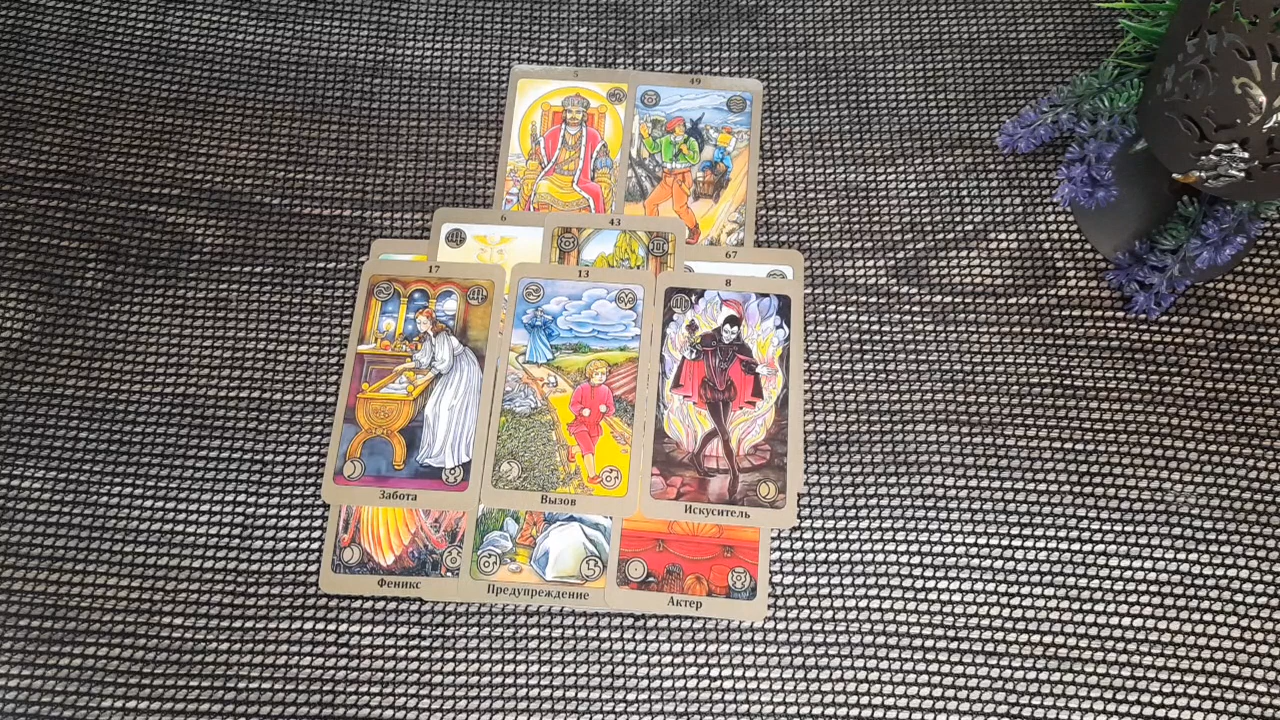 5
49
6
43
67
17
13
8
Забота
Вызов
Искуситель
Феникс
Предупреждение
Актер